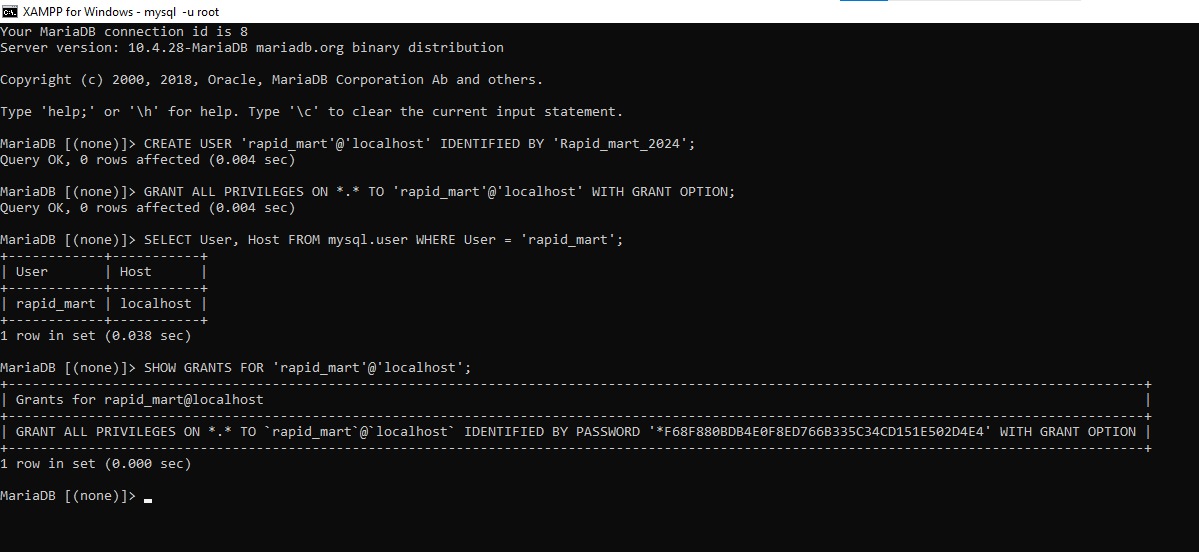 XAMPP for Windows - mysql  -u root
Your MariaDB connection id is 8
Server version: 10.4.28-MariaDB mariadb.org binary distribution
Copyright (c) 2000, 2018, Oracle, MariaDB Corporation Ab and others.
Type 'help;' or '\h' for help. Type '\c' to clear the current input statement.
MariaDB [(none)]> CREATE USER 'rapid_mart'@'localhost' IDENTIFIED BY 'Rapid_mart_2024';
Query OK, 0 rows affected (0.004 sec)
MariaDB [(none)]> GRANT ALL PRIVILEGES ON *.* TO 'rapid_mart'@'localhost' WITH GRANT OPTION;
Query OK, 0 rows affected (0.004 sec)
MariaDB [(none)]> SELECT User, Host FROM mysql.user WHERE User = 'rapid_mart';
+------------+-----------+
| User       | Host      |
+------------+-----------+
| rapid_mart | localhost |
+------------+-----------+
1 row in set (0.038 sec)
MariaDB [(none)]> SHOW GRANTS FOR 'rapid_mart'@'localhost';
+----------------------------------------------------------------------------------------------------------------------------------------------+
| Grants for rapid_mart@localhost                                                                                                              |
+----------------------------------------------------------------------------------------------------------------------------------------------+
| GRANT ALL PRIVILEGES ON *.* TO `rapid_mart`@`localhost` IDENTIFIED BY PASSWORD '*F68F880BDB4E0F8ED766B335C34CD151E502D4E4' WITH GRANT OPTION |
+----------------------------------------------------------------------------------------------------------------------------------------------+
1 row in set (0.000 sec)
MariaDB [(none)]> _